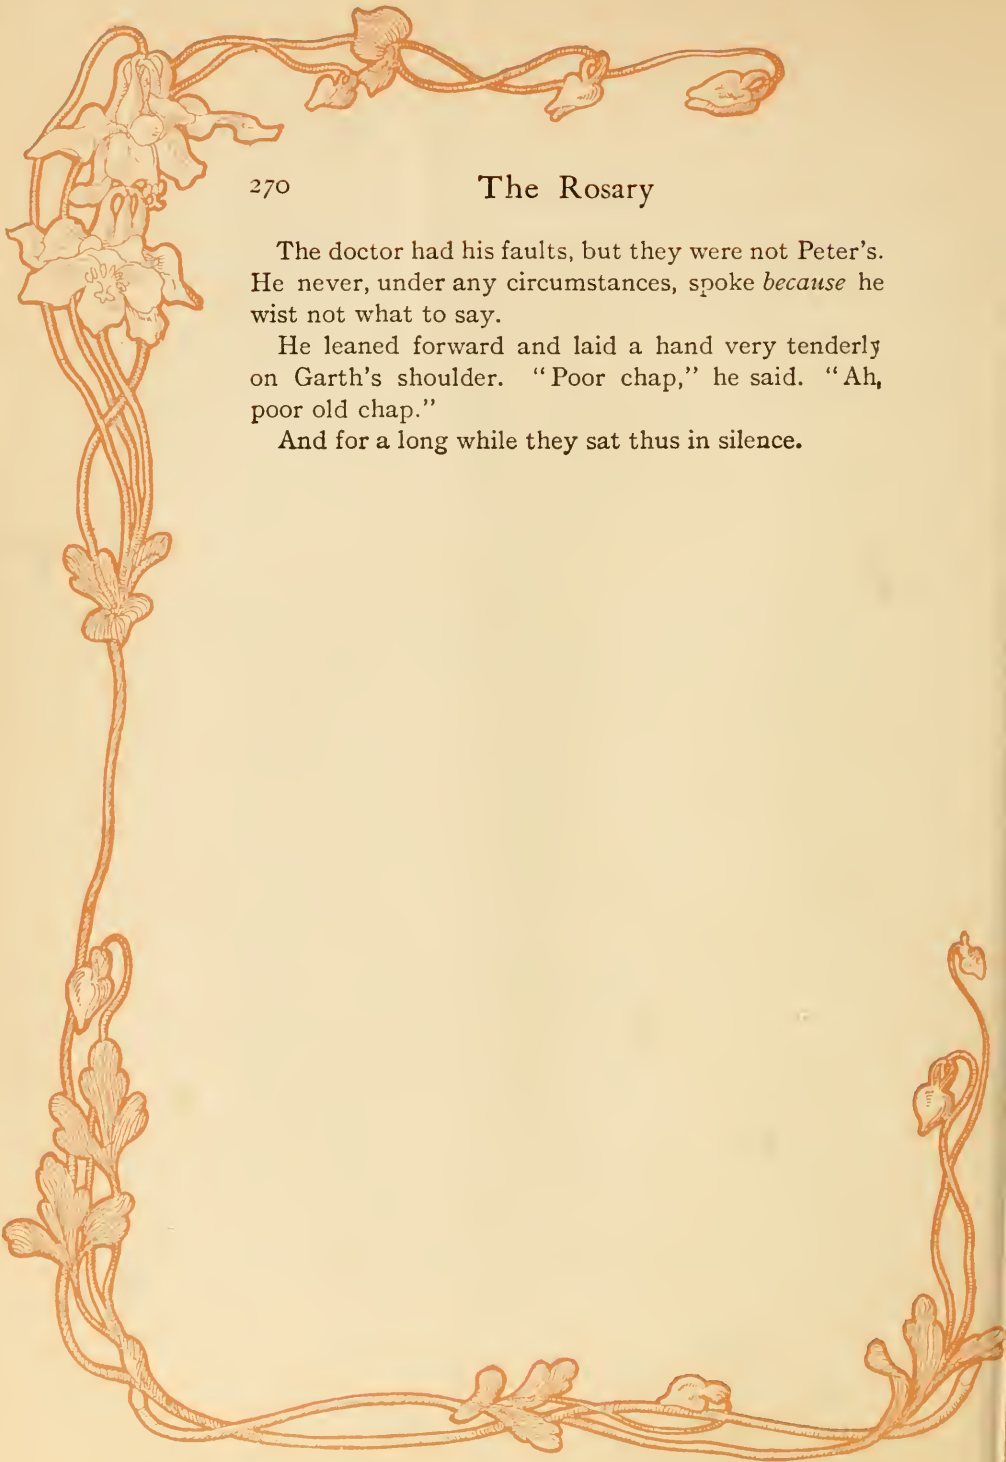 270 The Rosary
The doctor had his faults, but they were not Peter's.
He never, under any circumstances, spoke because he
wist not what to say.
He leaned forward and laid a hand very tenderly
on Garth's shoulder. "Poor chap," he said. "Ah,
poor old chap."
And for a long while they sat thus in silence.